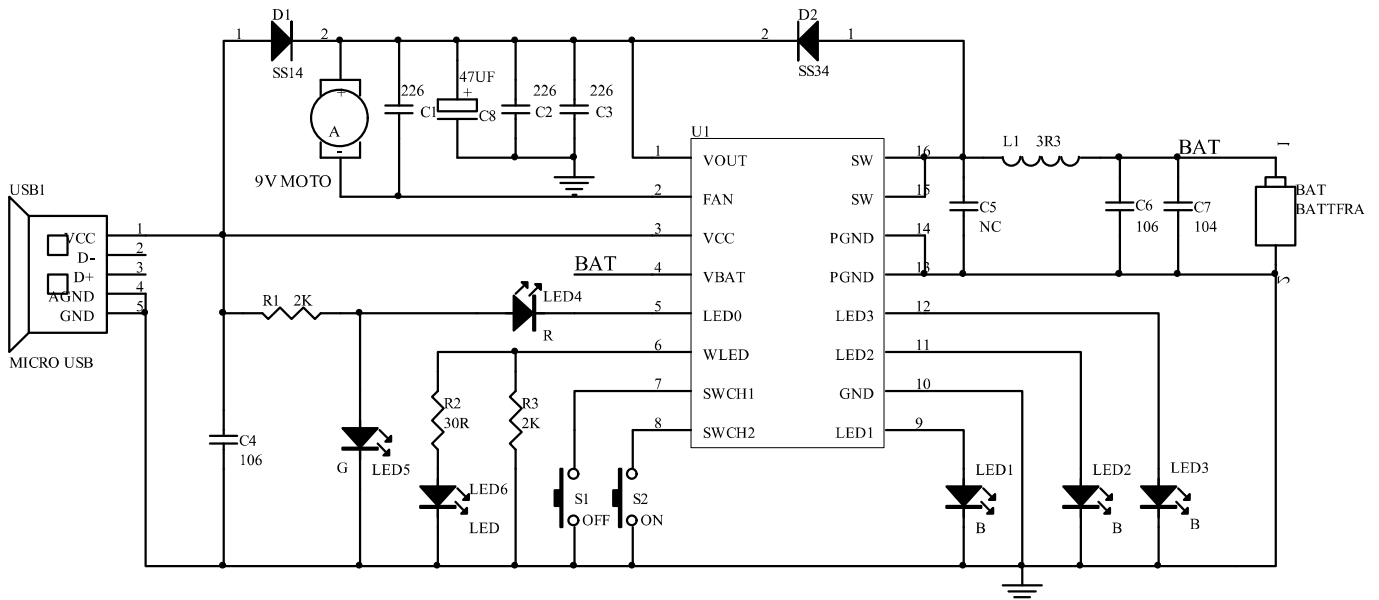 D1
1
2
SS14
D2
2
1
SS34
226
C1
47UF
+
C8
226
C2
226
C3
+
A
-
9V MOTO
U1
1 VOUT
2 FAN
3 VCC
4 VBAT
5 LED0
6 WLED
7 SWCH1
8 SWCH2
SW 16
SW 15
PGND 14
PGND 13
LED3 12
LED2 11
GND 10
LED1 9
L1 3R3
BAT
1
BAT
BATTFRA
2
C5
NC
C6
106
C7
104
USB1
VCC 1
D- 2
D+ 3
AGND 4
GND 5
MICRO USB
BAT
R1 2K
LED4
R
R2
30R
R3
2K
C4
106
G
LED5
LED6
LED
S1
OFF
S2
ON
LED1
B
LED2
B
LED3
B